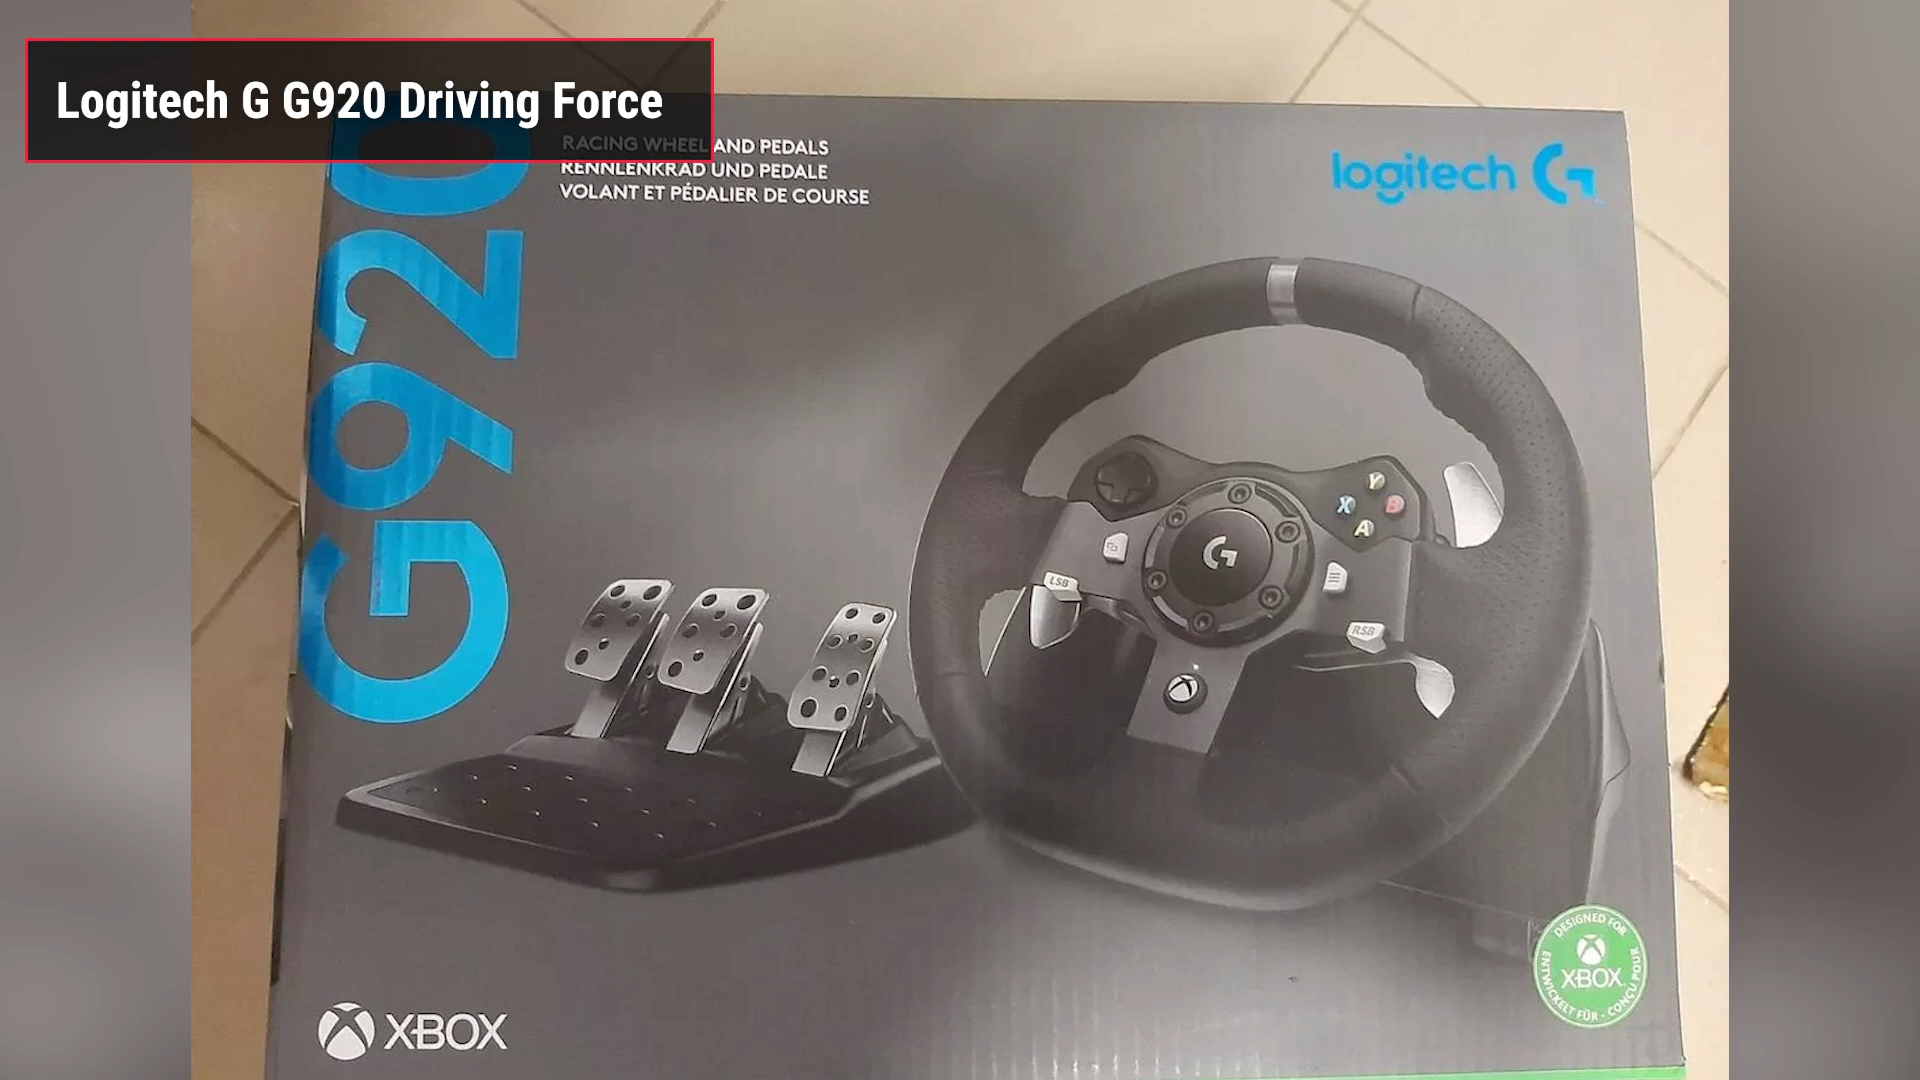 Logitech G G920 Driving Force
RACING WHEEL AND PEDALS
RENNLENKRAD UND PEDALE
VOLANT ET PÉDALIER DE COURSE
logitech G
G920
Y
X
B
A
LSB
RSB
G
DESIGNED FOR
XBOX
ENTWICKELT FÜR - CONÇU POUR
XBOX